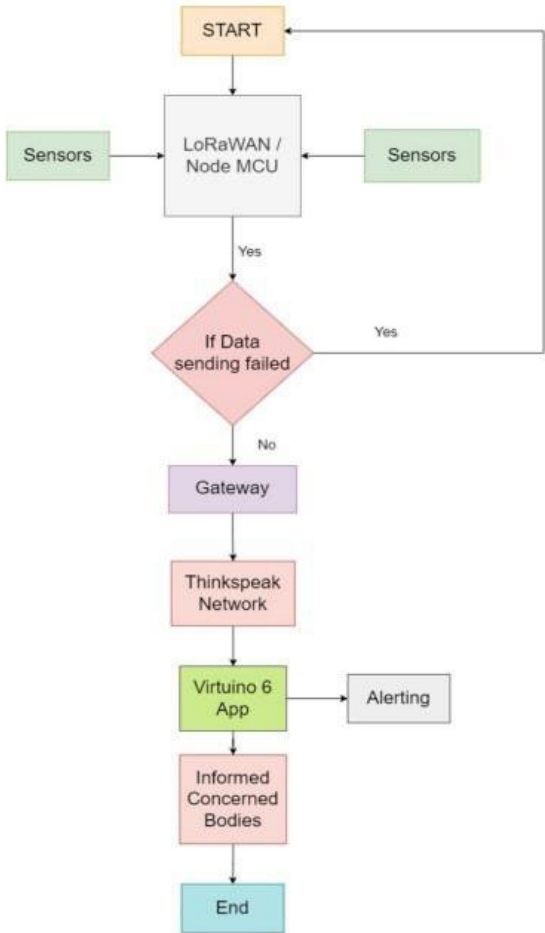 START
LoRaWAN /
Node MCU
Sensors
Sensors
Yes
If Data
sending failed
Yes
No
Gateway
Thinkspeak
Network
Virtuino 6
App
Alerting
Informed
Concerned
Bodies
End